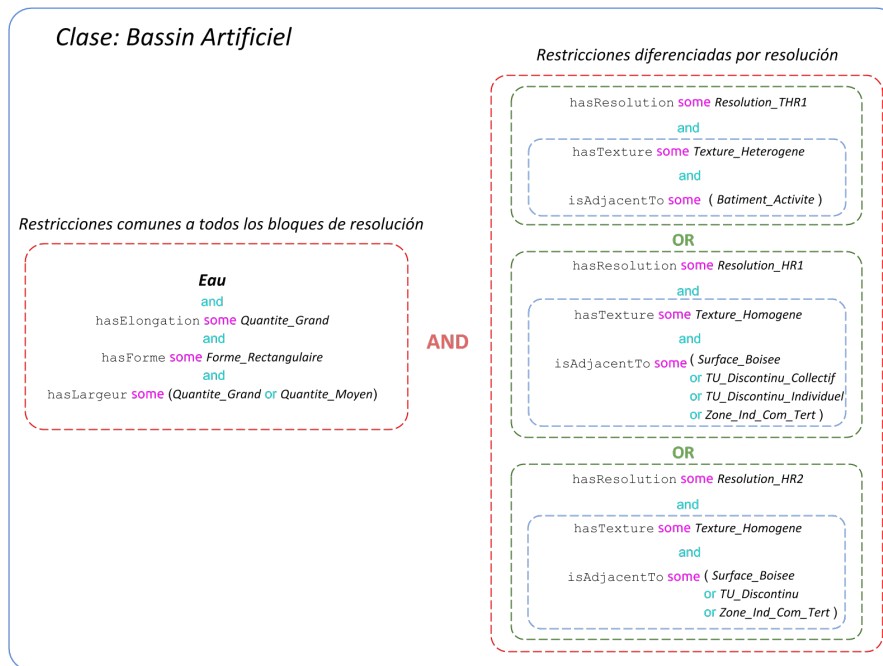 Clase: Bassin Artificiel
Restricciones comunes a todos los bloques de resolución
Eau
and
hasElongation some Quantite_Grand
and
hasForme some Forme_Rectangulaire
and
hasLargeur some (Quantite_Grand or Quantite_Moyen)
AND
Restricciones diferenciadas por resolución
hasResolution some Resolution_THR1
and
hasTexture some Texture_Heterogene
and
isAdjacentTo some ( Batiment_Activite )
OR
hasResolution some Resolution_HR1
and
hasTexture some Texture_Homogene
and
isAdjacentTo some ( Surface_Boisee
or TU_Discontinu_Collectif
or TU_Discontinu_Individuel
or Zone_Ind_Com_Tert )
OR
hasResolution some Resolution_HR2
and
hasTexture some Texture_Homogene
and
isAdjacentTo some ( Surface_Boisee
or TU_Discontinu
or Zone_Ind_Com_Tert )